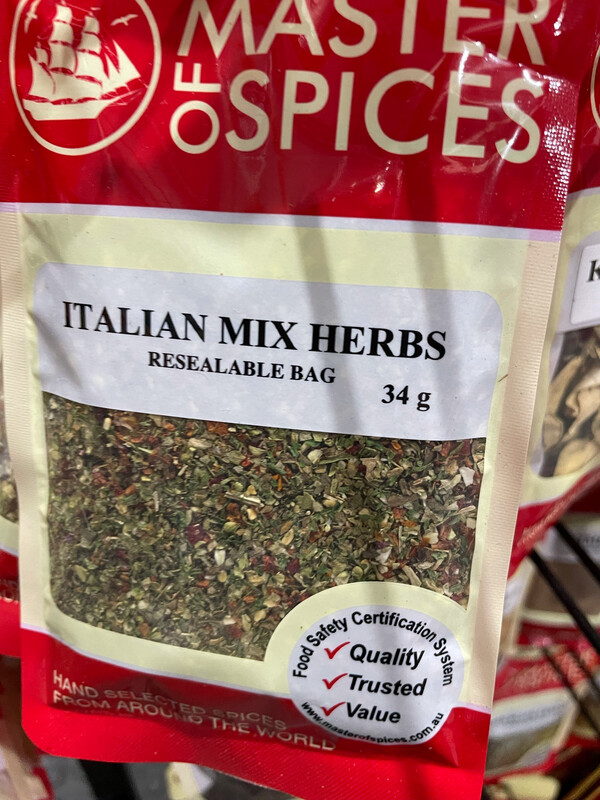 MASTER
OF SPICES
ITALIAN MIX HERBS
RESEALABLE BAG
34 g
K
Food Safety Certification System
Quality
Trusted
Value
www.masterofspices.com.au
HAND SELECTED SPICES
FROM AROUND THE WORLD